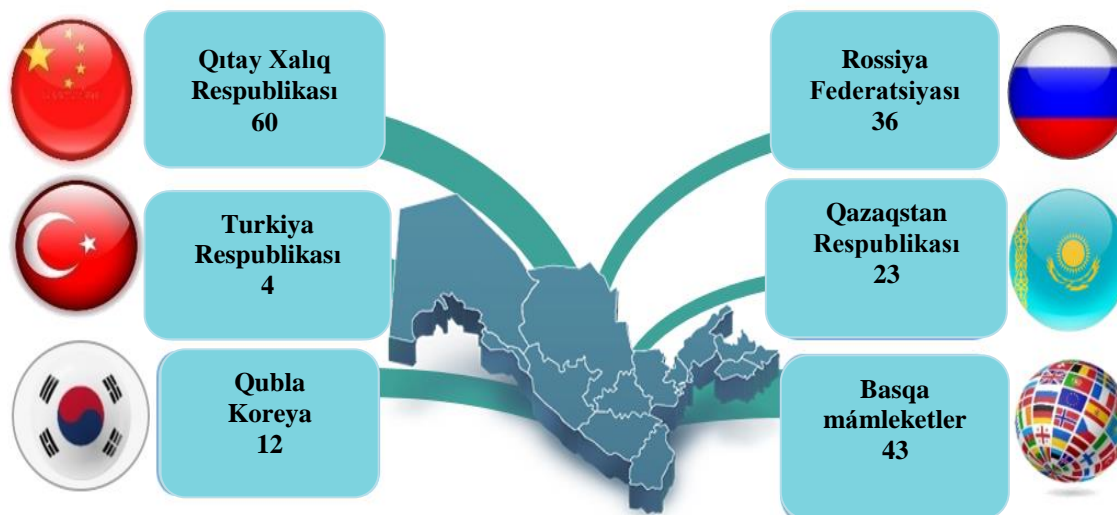 Qıtay Xalıq
Respublikası
60
Turkiya
Respublikası
4
Qubla
Koreya
12
Rossiya
Federatsiyası
36
Qazaqstan
Respublikası
23
Basqa
mámleketler
43